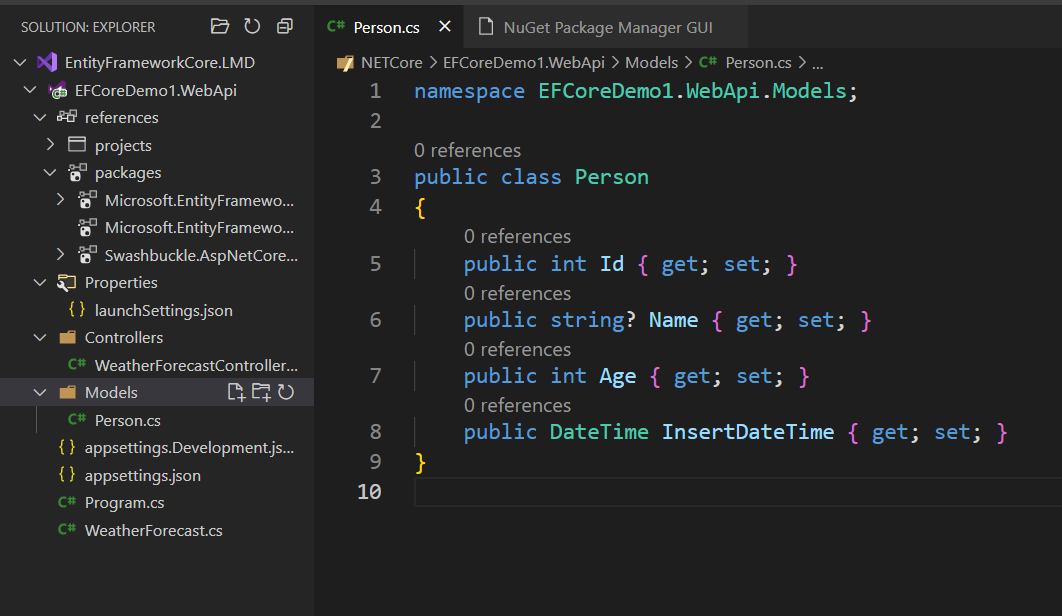 SOLUTION: EXPLORER
EntityFrameworkCore.LMD
EFCoreDemo1.WebApi
references
projects
packages
Microsoft.EntityFramewo...
Microsoft.EntityFramewo...
Swashbuckle.AspNetCore...
Properties
{} launchSettings.json
Controllers
C# WeatherForecastController...
Models
C# Person.cs
{} appsettings.Development.js...
{} appsettings.json
C# Program.cs
C# WeatherForecast.cs
C# Person.cs
NuGet Package Manager GUI
NETCore > EFCoreDemo1.WebApi > Models > C# Person.cs > ...
1 namespace EFCoreDemo1.WebApi.Models;
2
0 references
3 public class Person
4 {
0 references
5 public int Id { get; set; }
0 references
6 public string? Name { get; set; }
0 references
7 public int Age { get; set; }
0 references
8 public DateTime InsertDateTime { get; set; }
9 }
10